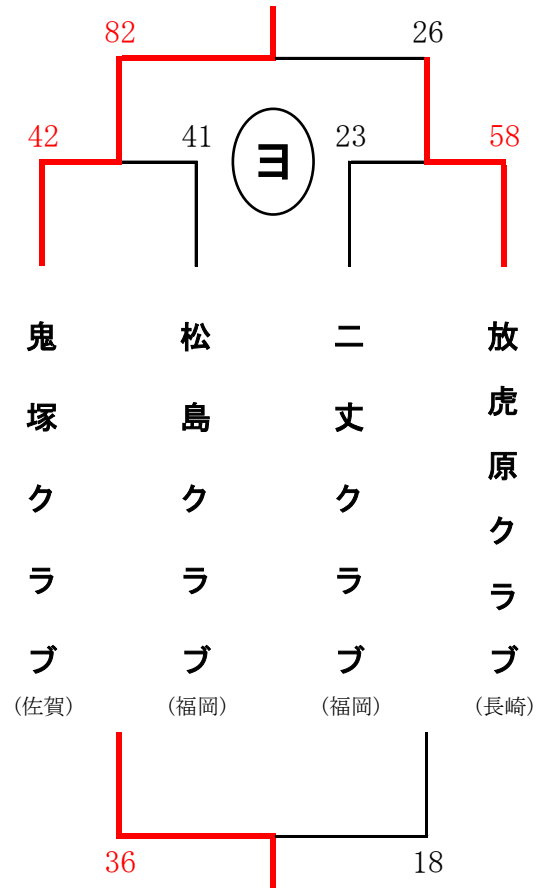 82 26
42 41 ヨ 23 58
鬼塚クラブ
(佐賀)
松島クラブ
(福岡)
二丈クラブ
(福岡)
放虎原クラブ
(長崎)
36 18